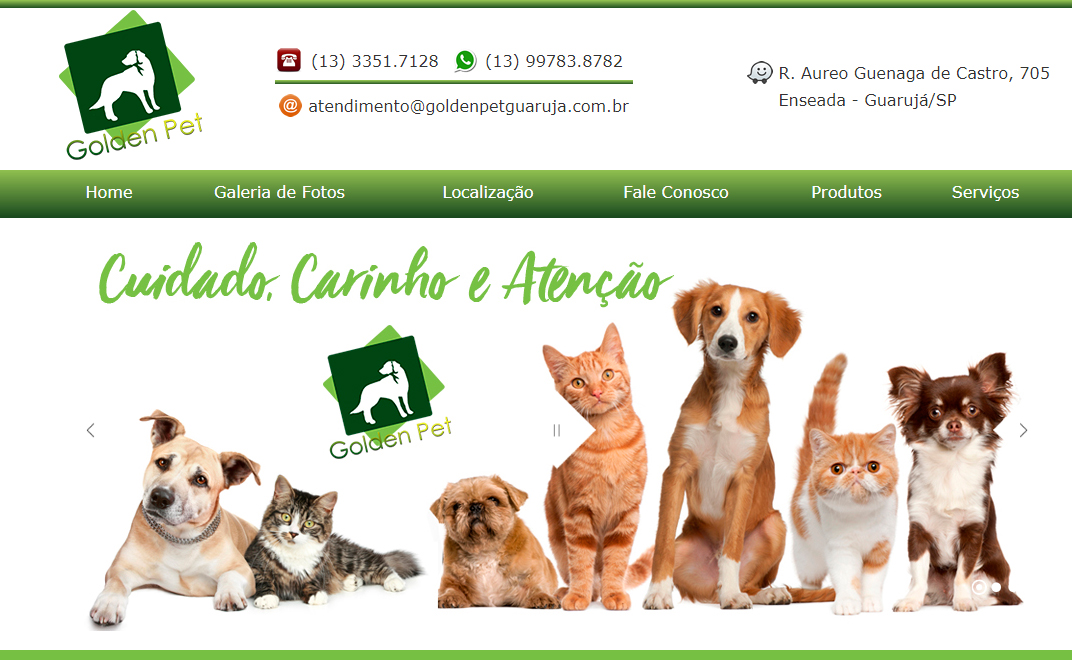 Golden Pet
(13) 3351.7128 (13) 99783.8782
atendimento@goldenpetguaruja.com.br
R. Aureo Guenaga de Castro, 705
Enseada - Guarujá/SP
Home Galeria de Fotos Localização Fale Conosco Produtos Serviços
Cuidado, Carinho e Atenção
Golden Pet